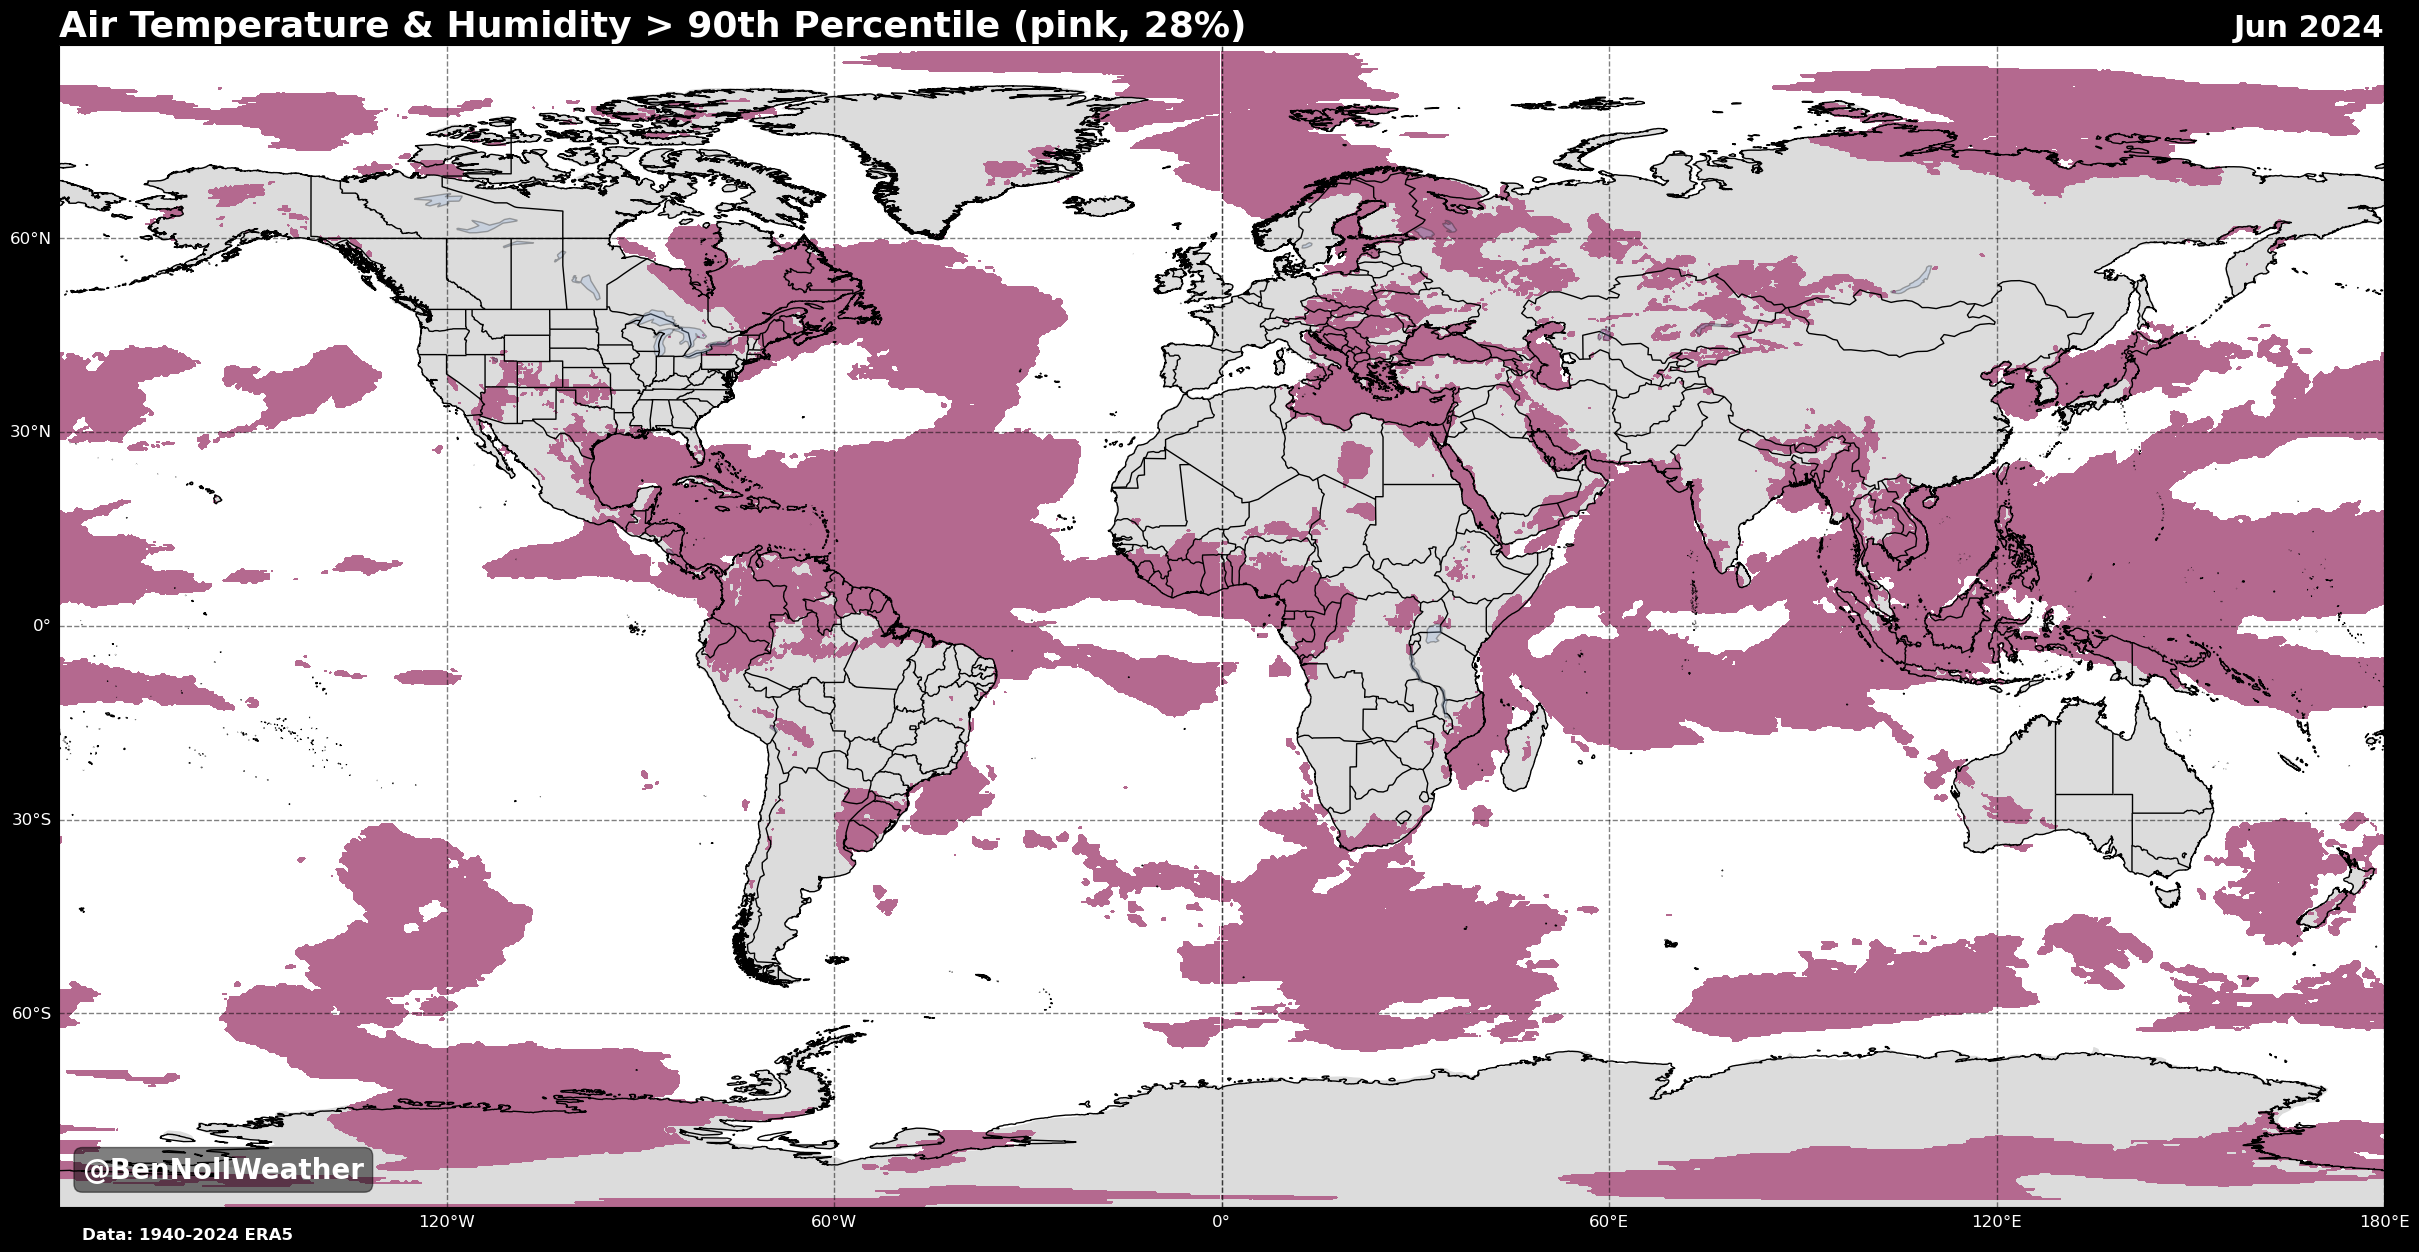 Air Temperature & Humidity > 90th Percentile (pink, 28%)
Jun 2024
60°N
30°N
0°
30°S
60°S
@BenNollWeather
120°W
60°W
0°
60°E
120°E
180°E
Data: 1940-2024 ERA5